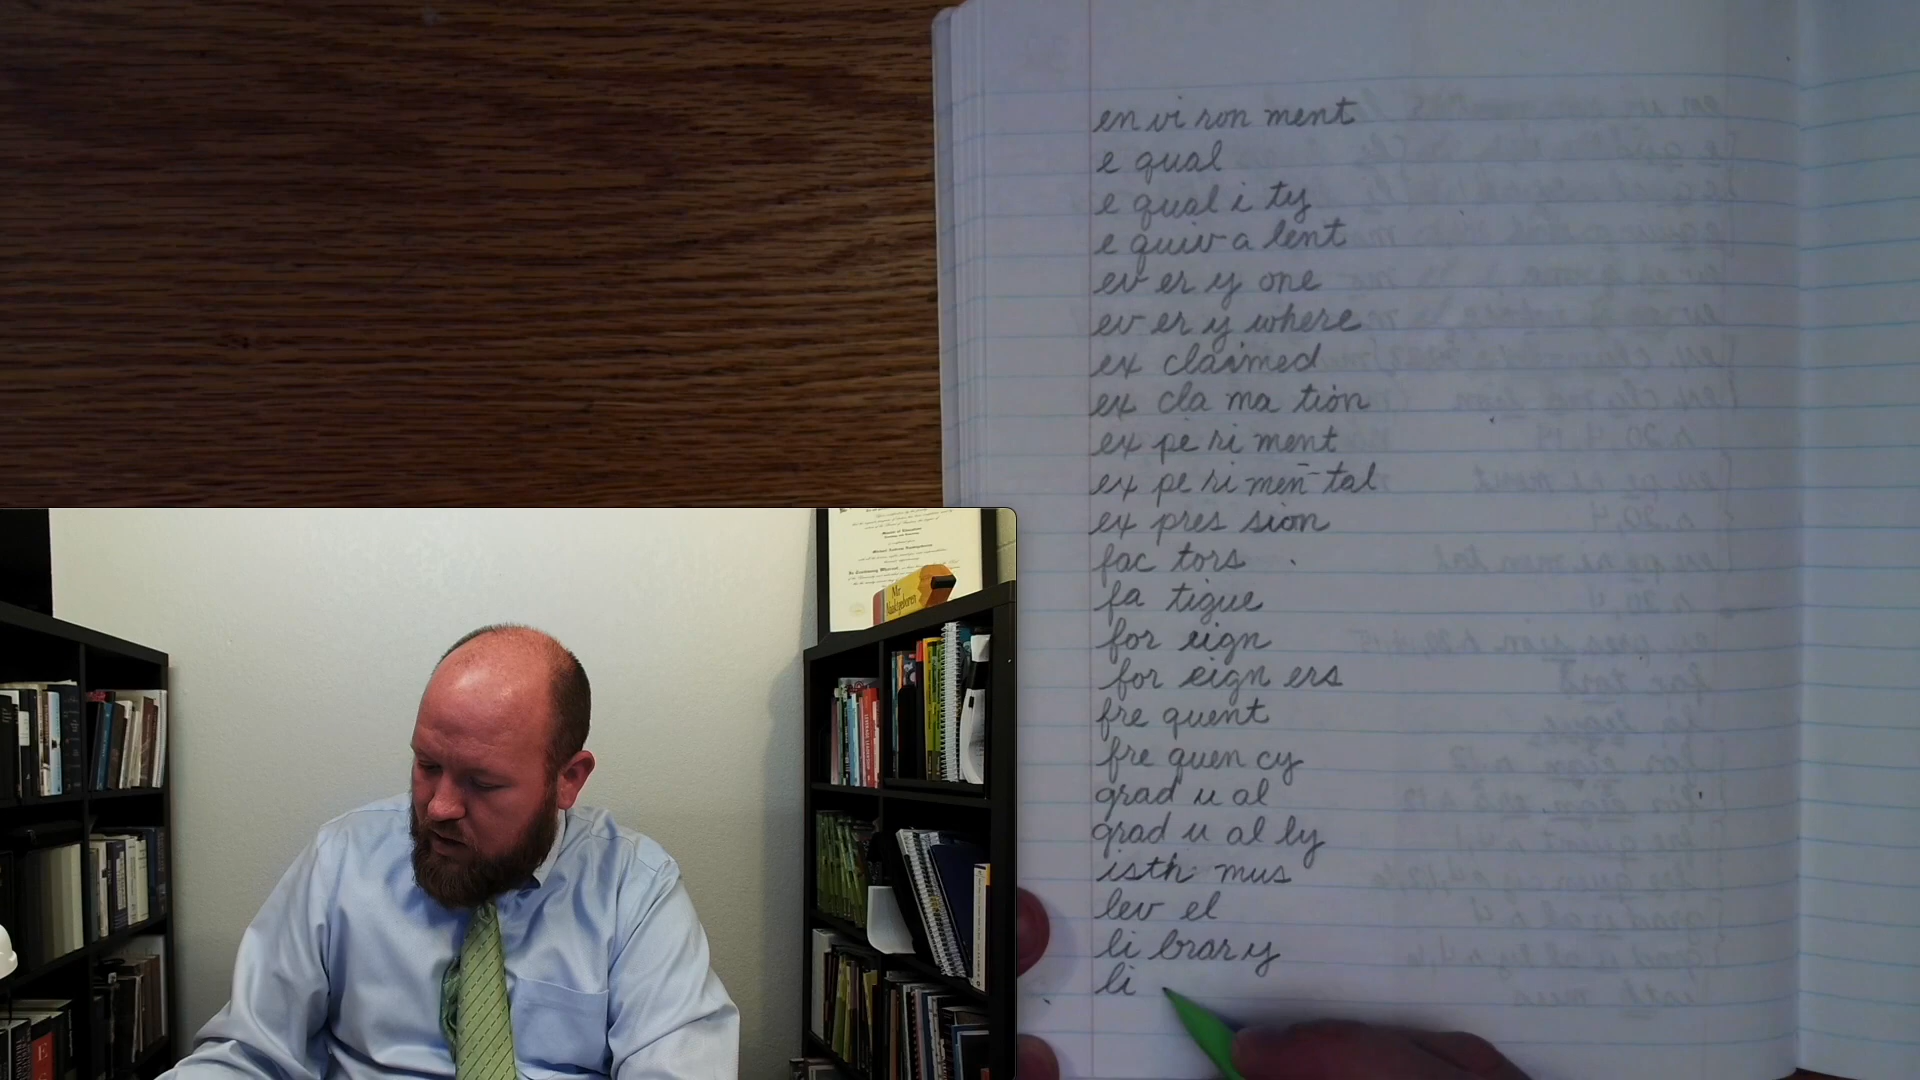 en vi ron ment
e qual
e qual i ty
e quiv a lent
ev er y one
ev er y where
ex claimed
ex cla ma tion
ex pe ri ment
ex pe ri men-tal
ex pres sion
fac tors
fa tigue
for eign
for eign ers
fre quent
fre quen cy
grad u al
grad u al ly
isth mus
lev el
li brar y
li
Mr
Naaktgeboren